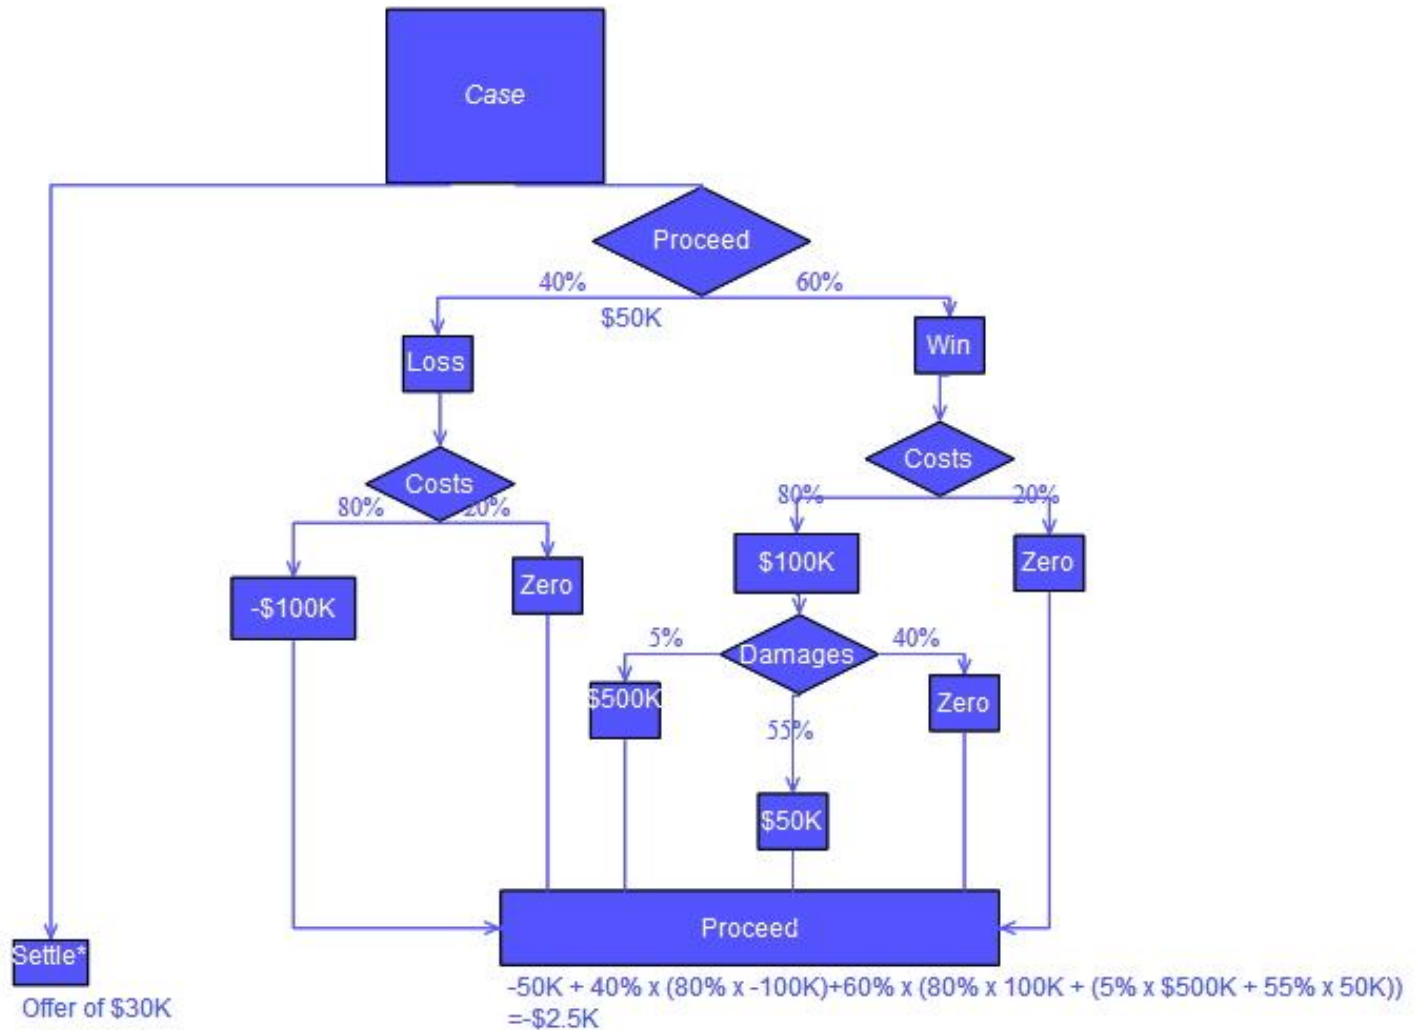 Case
Proceed
40%
60%
$50K
Loss
Win
Costs
Costs
80%
20%
80%
20%
-$100K
Zero
$100K
Zero
5%
Damages
40%
$500K
Zero
55%
$50K
Proceed
Settle*
Offer of $30K
-50K + 40% x (80% x -100K)+60% x (80% x 100K + (5% x $500K + 55% x 50K))
=-$2.5K